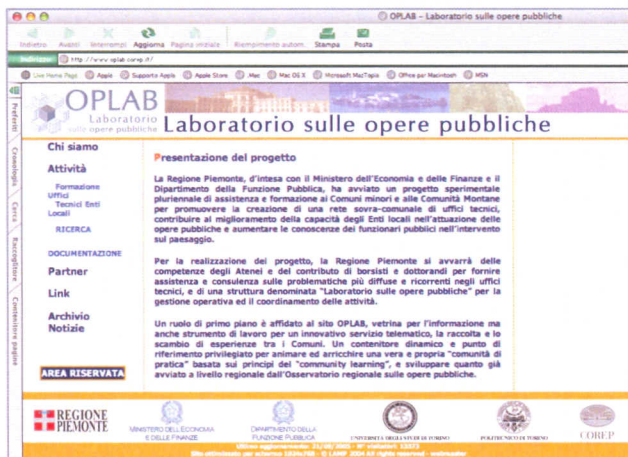 OPLAB – Laboratorio sulle opere pubbliche
Indietro Avanti Interrompi Aggiorna Pagina iniziale Riempimento autom. Stampa Posta
Indirizzo http://www.oplab.corep.it/
Live Home Page Apple Supporto Apple Apple Store .Mac Mac OS X Microsoft MacTopia Office per Macintosh MSN
Preferiti
Cronologia
Cerca
Raccoglitore
Contenitore pagine
OPLAB
Laboratorio
sulle opere pubbliche
Laboratorio sulle opere pubbliche
Chi siamo
Attività
Formazione
Uffici
Tecnici Enti
Locali
RICERCA
DOCUMENTAZIONE
Partner
Link
Archivio
Notizie
AREA RISERVATA
Presentazione del progetto
La Regione Piemonte, d'intesa con il Ministero dell'Economia e delle Finanze e il
Dipartimento della Funzione Pubblica, ha avviato un progetto sperimentale
pluriennale di assistenza e formazione ai Comuni minori e alle Comunità Montane
per promuovere la creazione di una rete sovra-comunale di uffici tecnici,
contribuire al miglioramento della capacità degli Enti locali nell'attuazione delle
opere pubbliche e aumentare le conoscenze dei funzionari pubblici nell'intervento
sul paesaggio.
Per la realizzazione del progetto, la Regione Piemonte si avvarrà delle
competenze degli Atenei e del contributo di borsisti e dottorandi per fornire
assistenza e consulenza sulle problematiche più diffuse e ricorrenti negli uffici
tecnici, e di una struttura denominata "Laboratorio sulle opere pubbliche" per la
gestione operativa ed il coordinamento delle attività.
Un ruolo di primo piano è affidato al sito OPLAB, vetrina per l'informazione ma
anche strumento di lavoro per un innovativo servizio telematico, la raccolta e lo
scambio di esperienze tra i Comuni. Un contenitore dinamico e punto di
riferimento privilegiato per animare ed arricchire una vera e propria "comunità di
pratica" basata sui principi del "community learning", e sviluppare quanto già
avviato a livello regionale dall'Osservatorio regionale sulle opere pubbliche.
REGIONE
PIEMONTE
MINISTERO DELL'ECONOMIA
E DELLE FINANZE
DIPARTIMENTO DELLA
FUNZIONE PUBBLICA
UNIVERSITÀ DEGLI STUDI DI TORINO
POLITECNICO DI TORINO
COREP